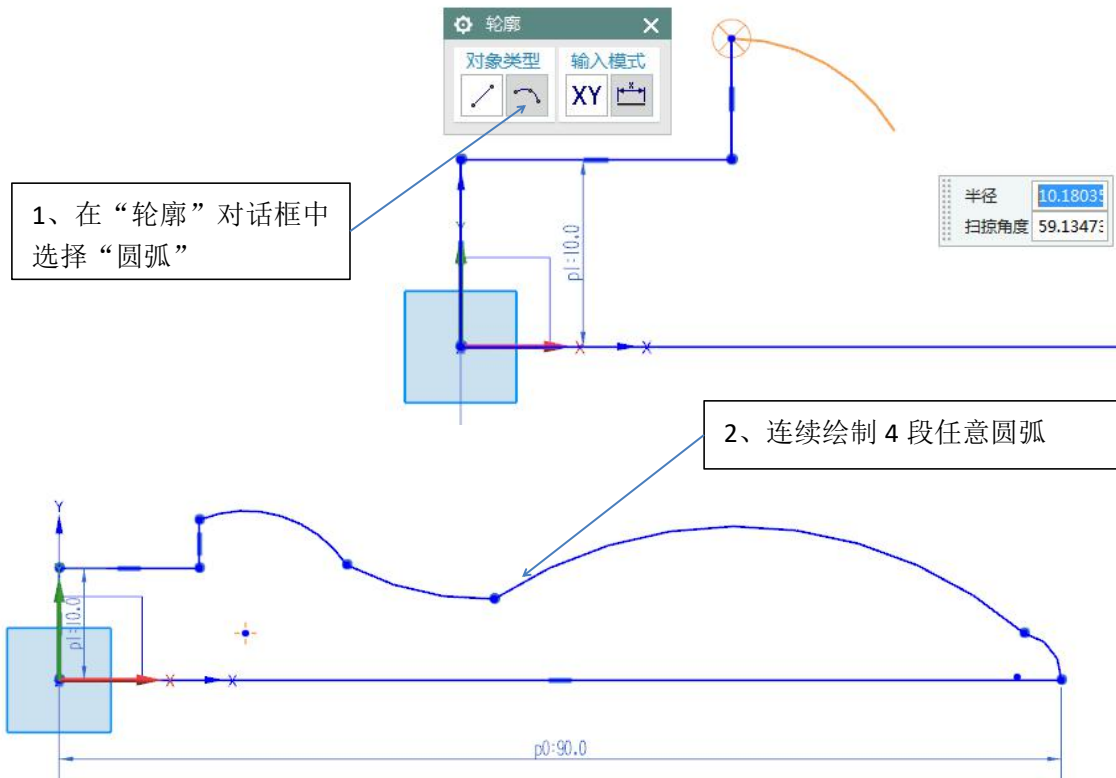 轮廓
对象类型 输入模式
XY
1、在“轮廓”对话框中
选择“圆弧”
半径 10.18035
扫掠角度 59.13473
Y
p1:10.0
X X
2、连续绘制 4 段任意圆弧
Y
p1:10.0
X X
p0:90.0